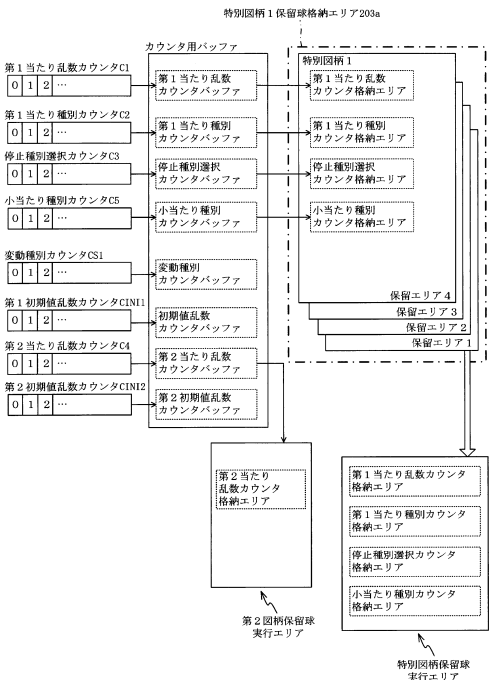 特別図柄1保留球格納エリア203a
カウンタ用バッファ
特別図柄1
第1当たり乱数カウンタC1
0 1 2 …
第1当たり乱数
カウンタバッファ
第1当たり乱数
カウンタ格納エリア
第1当たり種別カウンタC2
0 1 2 …
第1当たり種別
カウンタバッファ
第1当たり種別
カウンタ格納エリア
停止種別選択カウンタC3
0 1 2 …
停止種別選択
カウンタバッファ
停止種別選択
カウンタ格納エリア
小当たり種別カウンタC5
0 1 2 …
小当たり種別
カウンタバッファ
小当たり種別
カウンタ格納エリア
変動種別カウンタCS1
0 1 2 …
変動種別
カウンタバッファ
保留エリア4
保留エリア3
保留エリア2
保留エリア1
第1初期値乱数カウンタCINI1
0 1 2 …
初期値乱数
カウンタバッファ
第2当たり乱数カウンタC4
0 1 2 …
第2当たり乱数
カウンタバッファ
第2初期値乱数カウンタCINI2
0 1 2 …
第2初期値乱数
カウンタバッファ
第2当たり
乱数カウンタ
格納エリア
第2図柄保留球
実行エリア
第1当たり乱数カウンタ
格納エリア
第1当たり種別カウンタ
格納エリア
停止種別選択カウンタ
格納エリア
小当たり種別カウンタ
格納エリア
特別図柄保留球
実行エリア